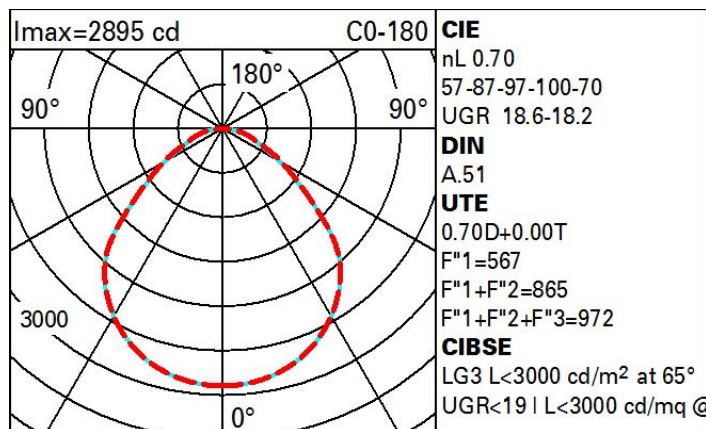 Imax=2895 cd
C0-180
180°
90°
90°
3000
0°
CIE
nL 0.70
57-87-97-100-70
UGR 18.6-18.2
DIN
A.51
UTE
0.70D+0.00T
F"1=567
F"1+F"2=865
F"1+F"2+F"3=972
CIBSE
LG3 L<3000 cd/m² at 65°
UGR<19 | L<3000 cd/mq @